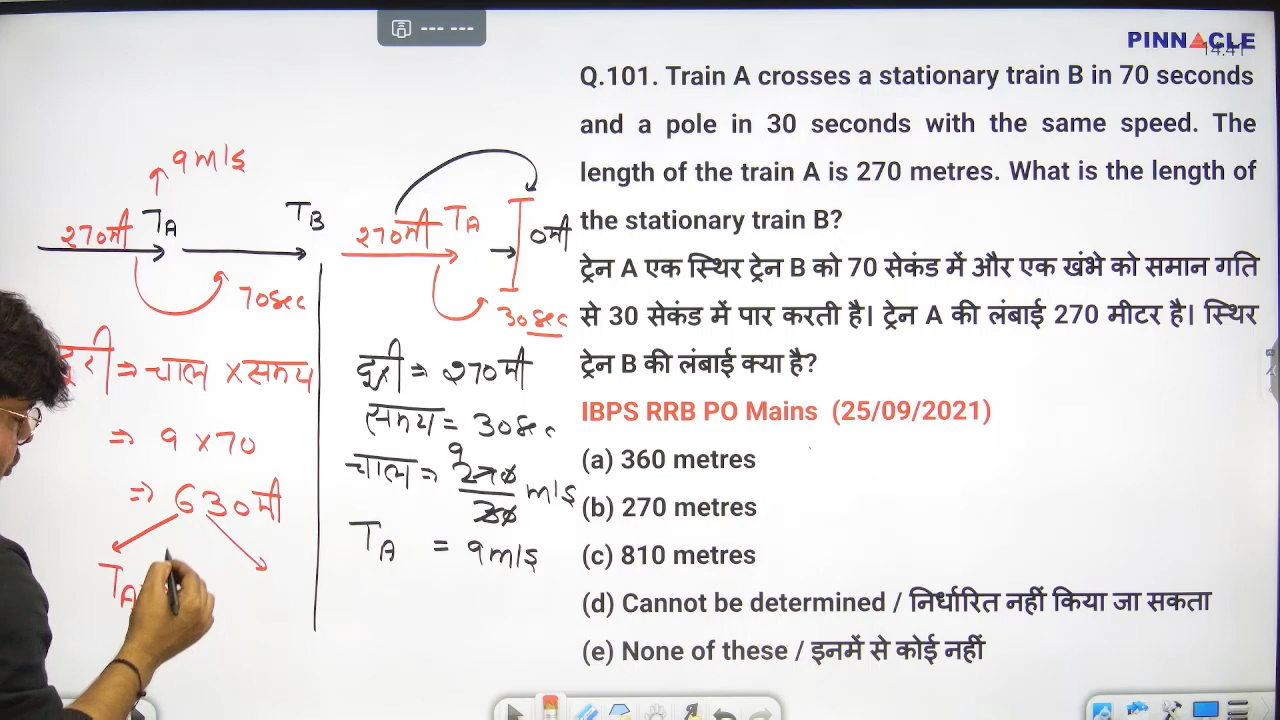 --- ---
PINNACLE
14:41
Q.101. Train A crosses a stationary train B in 70 seconds
and a pole in 30 seconds with the same speed. The
length of the train A is 270 metres. What is the length of
the stationary train B?
ट्रेन A एक स्थिर ट्रेन B को 70 सेकंड में और एक खंभे को समान गति
से 30 सेकंड में पार करती है। ट्रेन A की लंबाई 270 मीटर है। स्थिर
ट्रेन B की लंबाई क्या है?
IBPS RRB PO Mains (25/09/2021)
(a) 360 metres
(b) 270 metres
(c) 810 metres
(d) Cannot be determined / निर्धारित नहीं किया जा सकता
(e) None of these / इनमें से कोई नहीं
9 m/s
270मी TA TB
70sec
दूरी ⇒ चाल × समय
⇒ 9 × 70
⇒ 630मी
TA
270मी TA 0मी
30sec
दूरी ⇒ 270मी
समय = 30sec
चाल ⇒ 270/30 m/s
9
TA = 9m/s